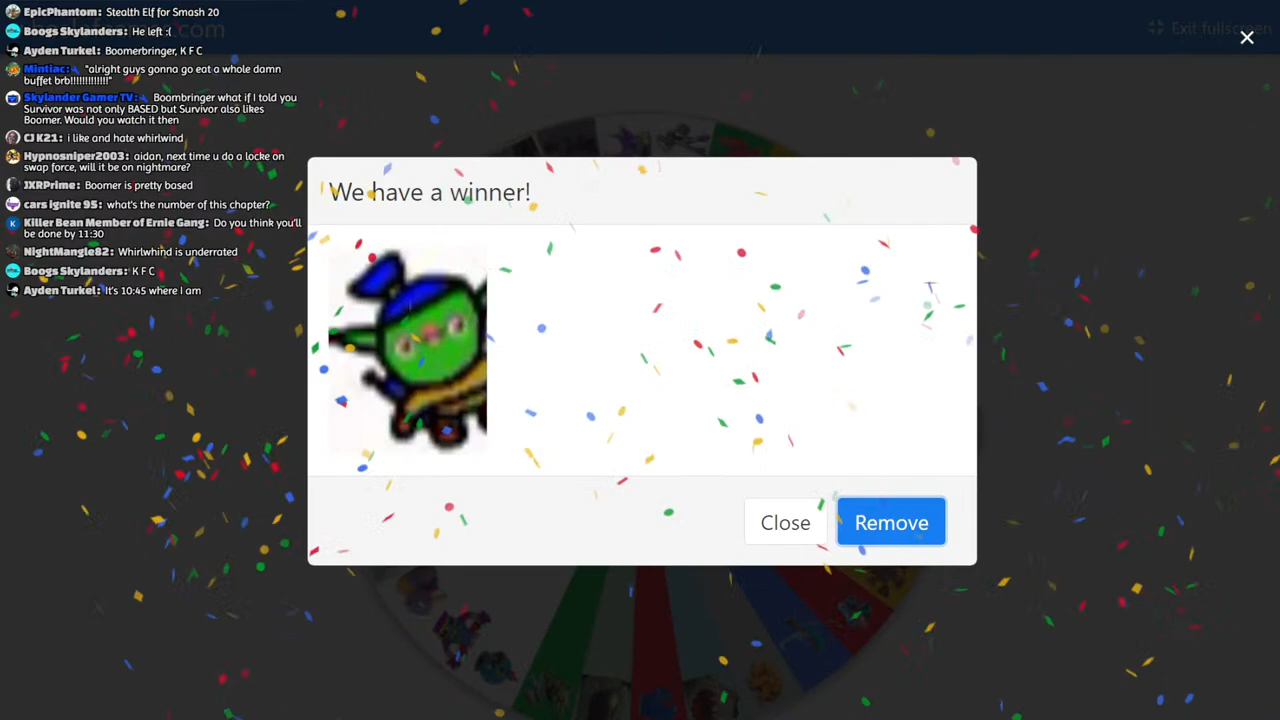 EpicPhantom: Stealth Elf for Smash 20
Boogs Skylanders: He left :(
Ayden Turkel: Boomerbringer, K F C
Mintiac: "alright guys gonna go eat a whole damn
buffet brb!!!!!!!!!!!!!"
Skylander Gamer TV: Boombringer what if I told you
Survivor was not only BASED but Survivor also likes
Boomer. Would you watch it then
CJ K21: i like and hate whirlwind
Hypnosniper2003: aidan, next time u do a locke on
swap force, will it be on nightmare?
JXRPrime: Boomer is pretty based
cars ignite 95: what's the number of this chapter?
Killer Bean Member of Ernie Gang: Do you think you'll
be done by 11:30
NightMangle82: Whirlwhind is underrated
Boogs Skylanders: K F C
Ayden Turkel: It's 10:45 where I am
Exit fullscreen
We have a winner!
Close
Remove